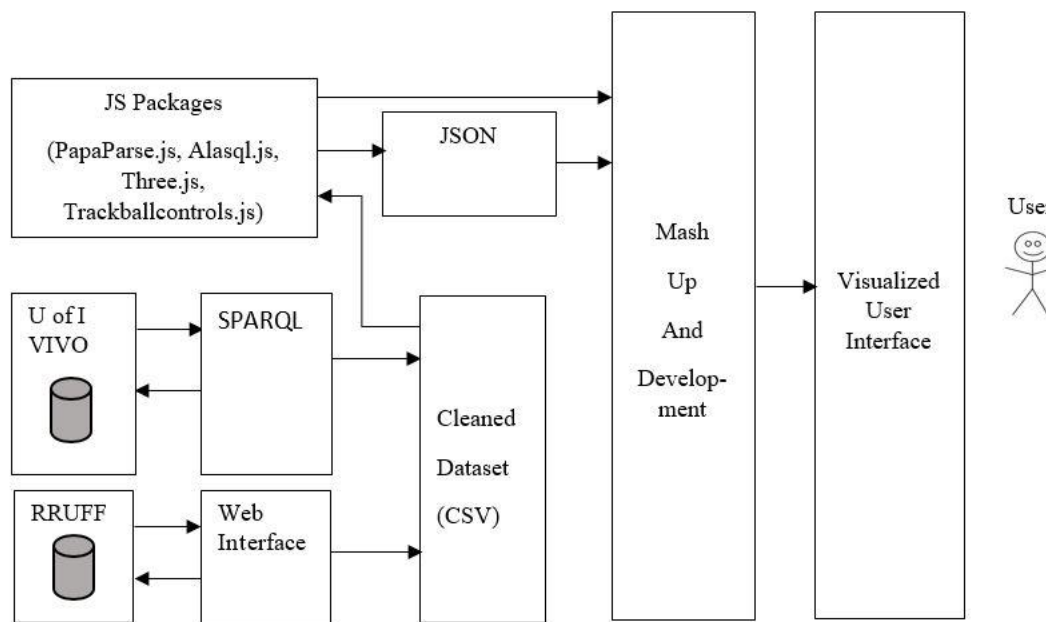 JS Packages
(PapaParse.js, Alasql.js,
Three.js,
Trackballcontrols.js)
JSON
Mash
Up
And
Develop-
ment
Visualized
User
Interface
User
U of I
VIVO
SPARQL
Cleaned
Dataset
(CSV)
RRUFF
Web
Interface